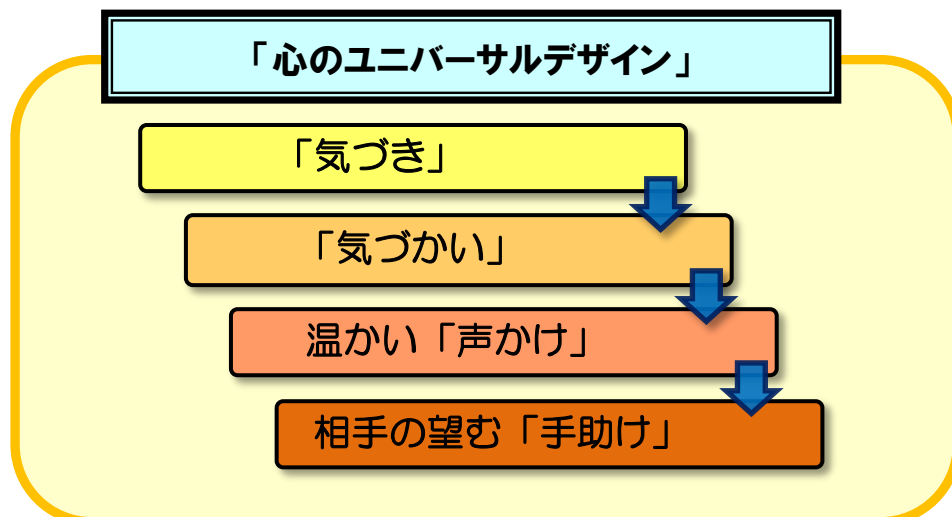 「心のユニバーサルデザイン」
「気づき」
「気づかい」
温かい「声かけ」
相手の望む「手助け」